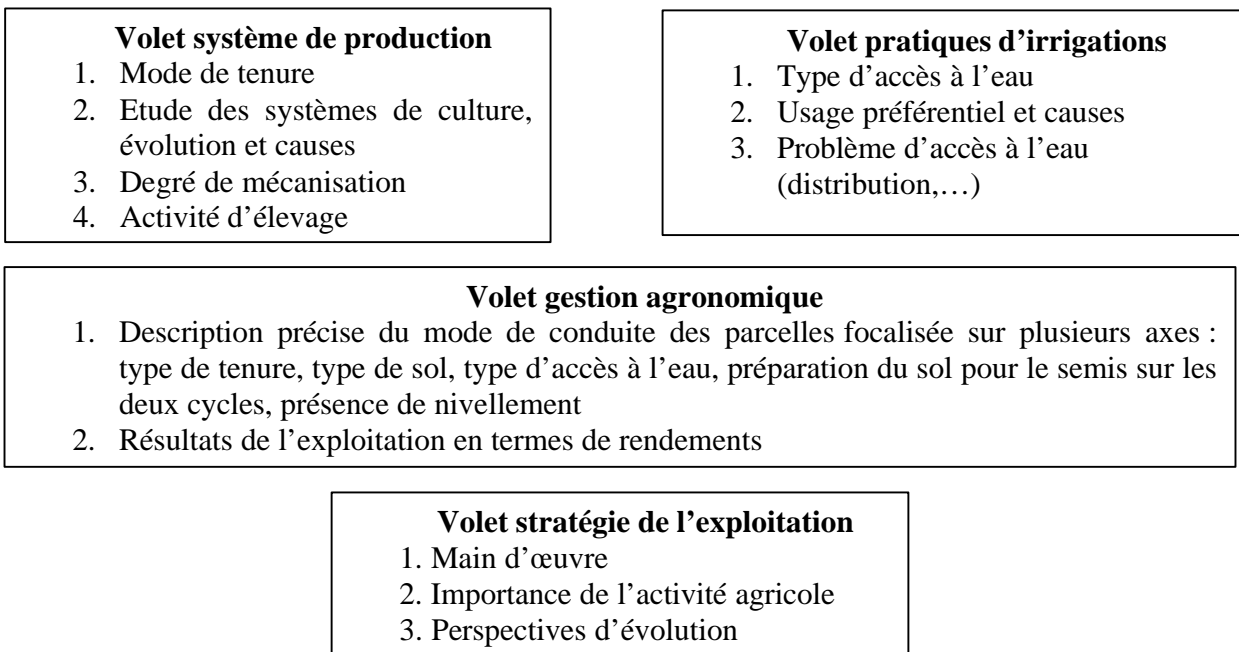 Volet système de production
1. Mode de tenure
2. Etude des systèmes de culture,
évolution et causes
3. Degré de mécanisation
4. Activité d’élevage
Volet pratiques d’irrigations
1. Type d’accès à l’eau
2. Usage préférentiel et causes
3. Problème d’accès à l’eau
(distribution,…)
Volet gestion agronomique
1. Description précise du mode de conduite des parcelles focalisée sur plusieurs axes :
type de tenure, type de sol, type d’accès à l’eau, préparation du sol pour le semis sur les
deux cycles, présence de nivellement
2. Résultats de l’exploitation en termes de rendements
Volet stratégie de l’exploitation
1. Main d’œuvre
2. Importance de l’activité agricole
3. Perspectives d’évolution